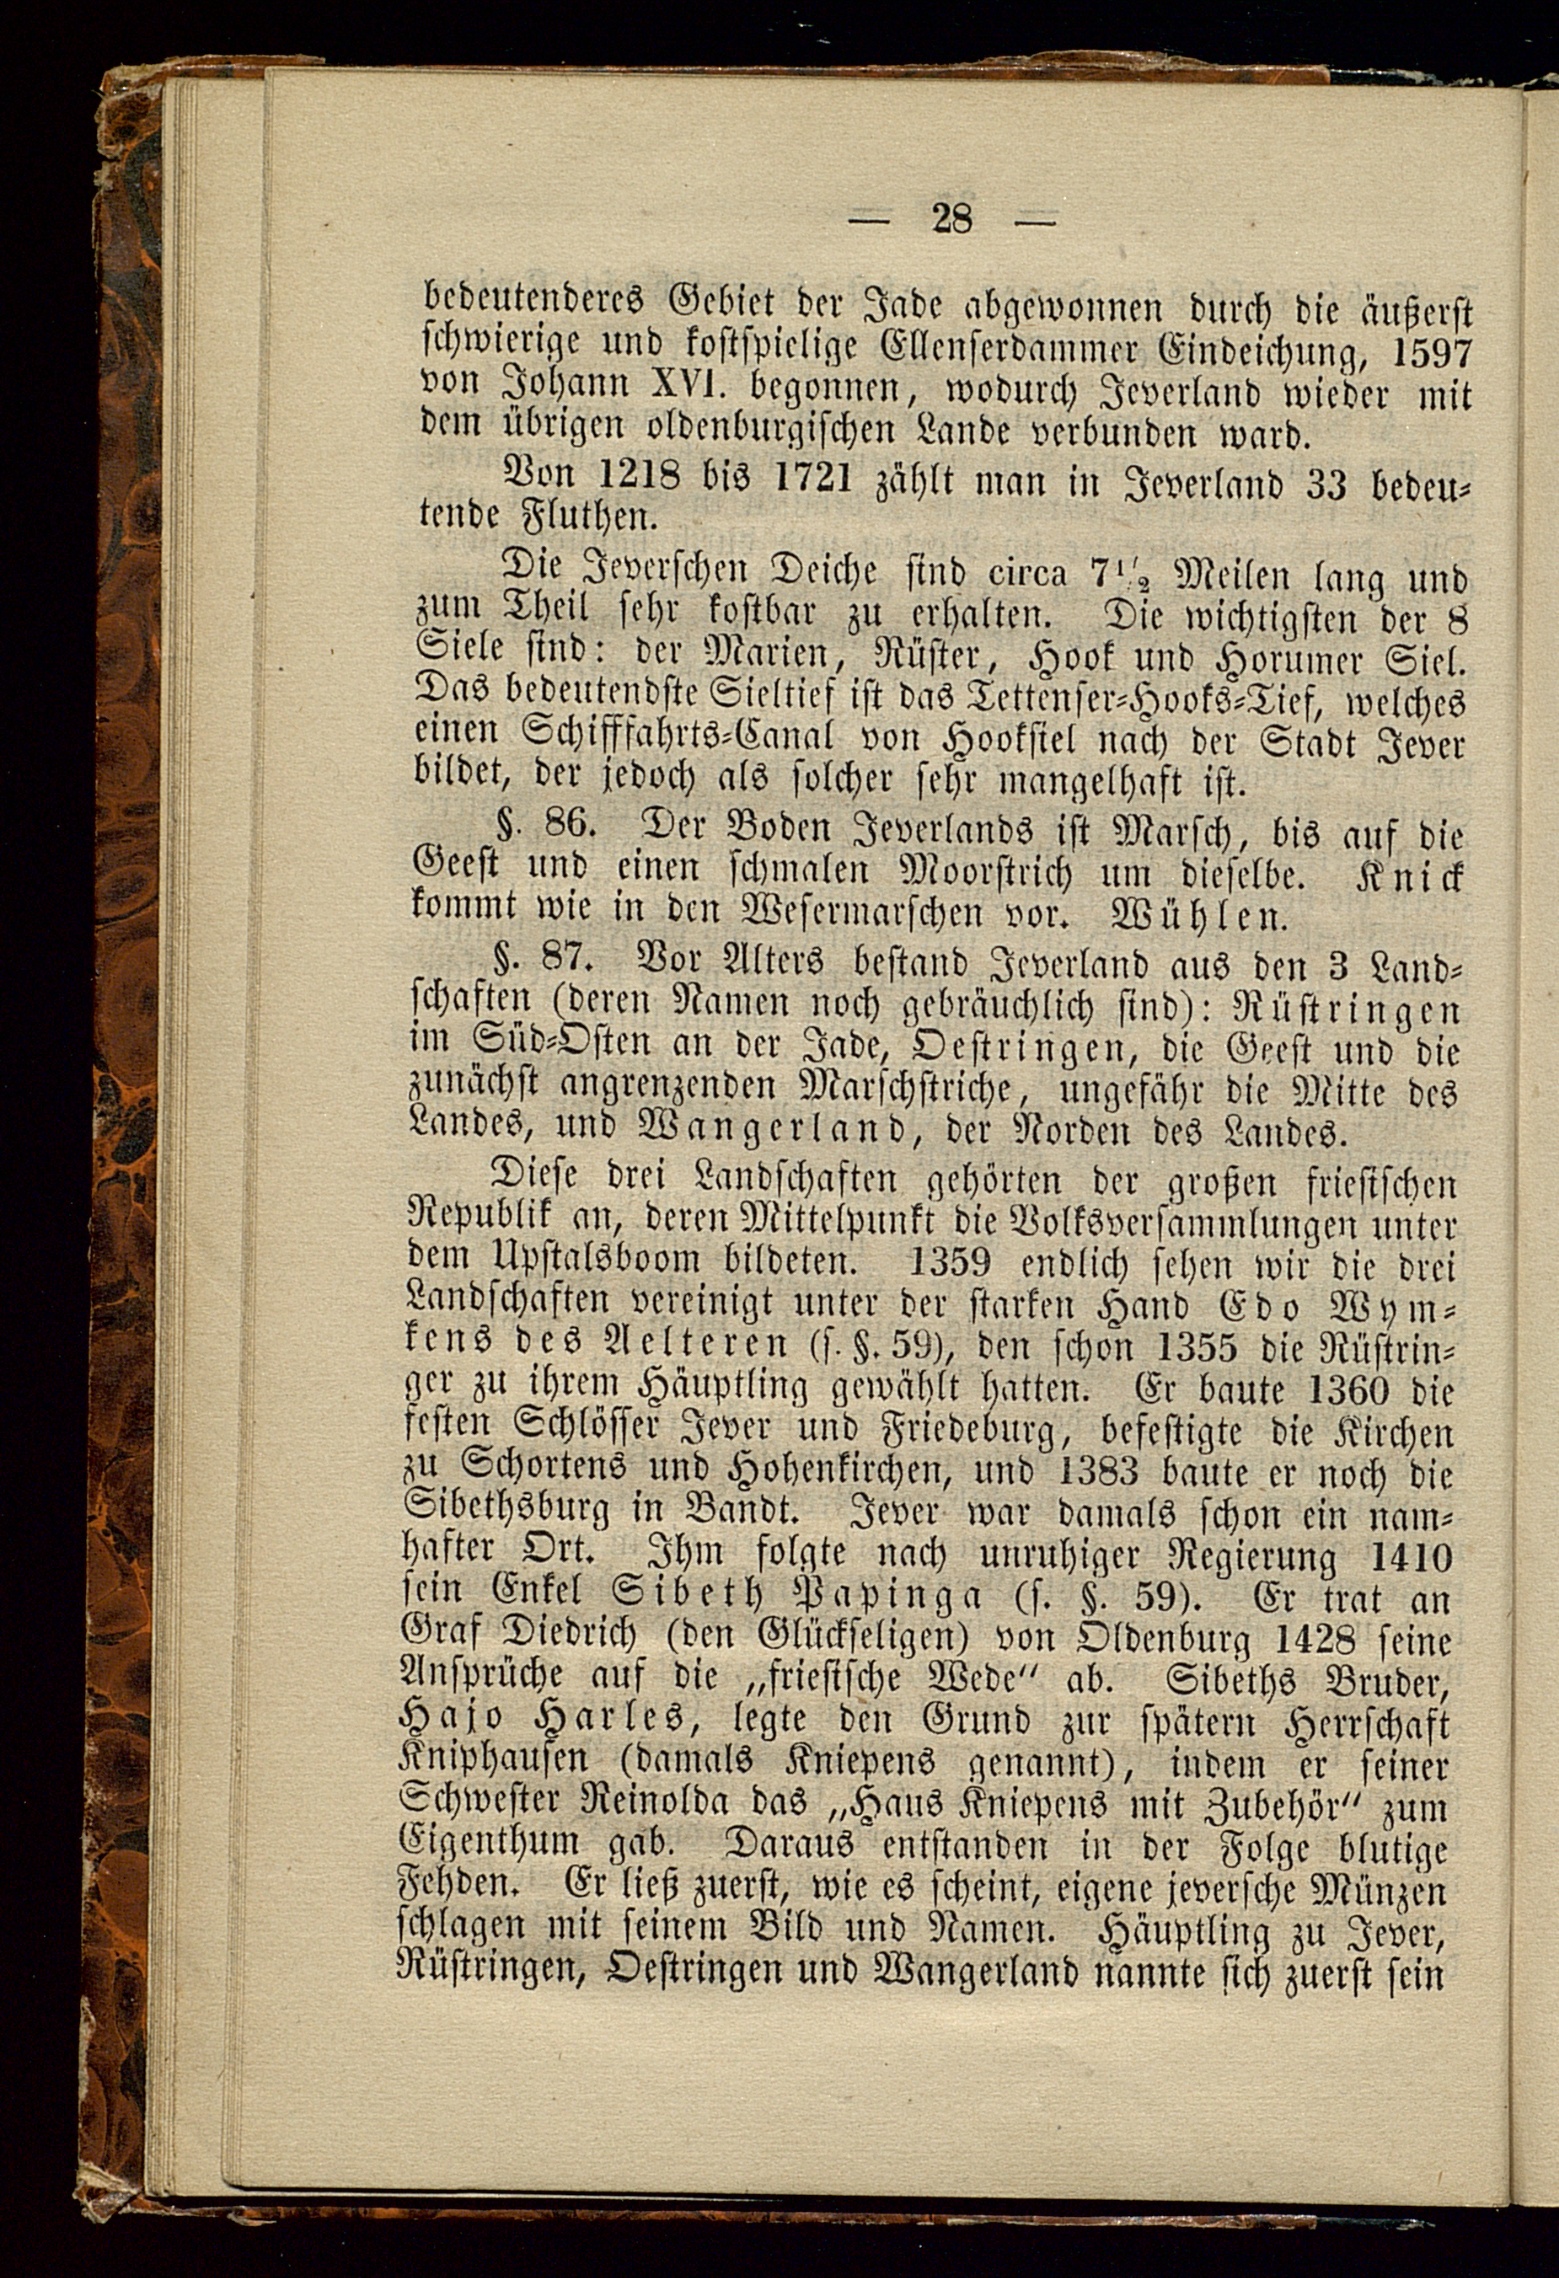 — 28 —
bedeutenderes Gebiet der Jade abgewonnen durch die äußerst
schwierige und kostspielige Ellenserdammer Eindeichung, 1597
von Johann XVI. begonnen, wodurch Jeverland wieder mit
dem übrigen oldenburgischen Lande verbunden ward.
Von 1218 bis 1721 zählt man in Jeverland 33 bedeu-
tende Fluthen.
Die Jeverschen Deiche sind circa 7½ Meilen lang und
zum Theil sehr kostbar zu erhalten. Die wichtigsten der 8
Siele sind: der Marien, Rüster, Hook und Horumer Siel.
Das bedeutendste Sieltief ist das Tettenser-Hooks-Tief, welches
einen Schifffahrts-Canal von Hooksiel nach der Stadt Jever
bildet, der jedoch als solcher sehr mangelhaft ist.
§. 86. Der Boden Jeverlands ist Marsch, bis auf die
Geest und einen schmalen Moorstrich um dieselbe. Knick
kommt wie in den Wesermarschen vor. Wühlen.
§. 87. Vor Alters bestand Jeverland aus den 3 Land-
schaften (deren Namen noch gebräuchlich sind): Rüstringen
im Süd-Osten an der Jade, Oestringen, die Geest und die
zunächst angrenzenden Marschstriche, ungefähr die Mitte des
Landes, und Wangerland, der Norden des Landes.
Diese drei Landschaften gehörten der großen friesischen
Republik an, deren Mittelpunkt die Volksversammlungen unter
dem Upstalsboom bildeten. 1359 endlich sehen wir die drei
Landschaften vereinigt unter der starken Hand Edo Wym-
kens des Aelteren (s. §. 59), den schon 1355 die Rüstrin-
ger zu ihrem Häuptling gewählt hatten. Er baute 1360 die
festen Schlösser Jever und Friedeburg, befestigte die Kirchen
zu Schortens und Hohenkirchen, und 1383 baute er noch die
Sibethsburg in Bandt. Jever war damals schon ein nam-
hafter Ort. Ihm folgte nach unruhiger Regierung 1410
sein Enkel Sibeth Papinga (s. §. 59). Er trat an
Graf Diedrich (den Glückseligen) von Oldenburg 1428 seine
Ansprüche auf die „friesische Wede“ ab. Sibeths Bruder,
Hajo Harles, legte den Grund zur spätern Herrschaft
Kniphausen (damals Kniepens genannt), indem er seiner
Schwester Reinolda das „Haus Kniepens mit Zubehör“ zum
Eigenthum gab. Daraus entstanden in der Folge blutige
Fehden. Er ließ zuerst, wie es scheint, eigene jeversche Münzen
schlagen mit seinem Bild und Namen. Häuptling zu Jever,
Rüstringen, Oestringen und Wangerland nannte sich zuerst sein